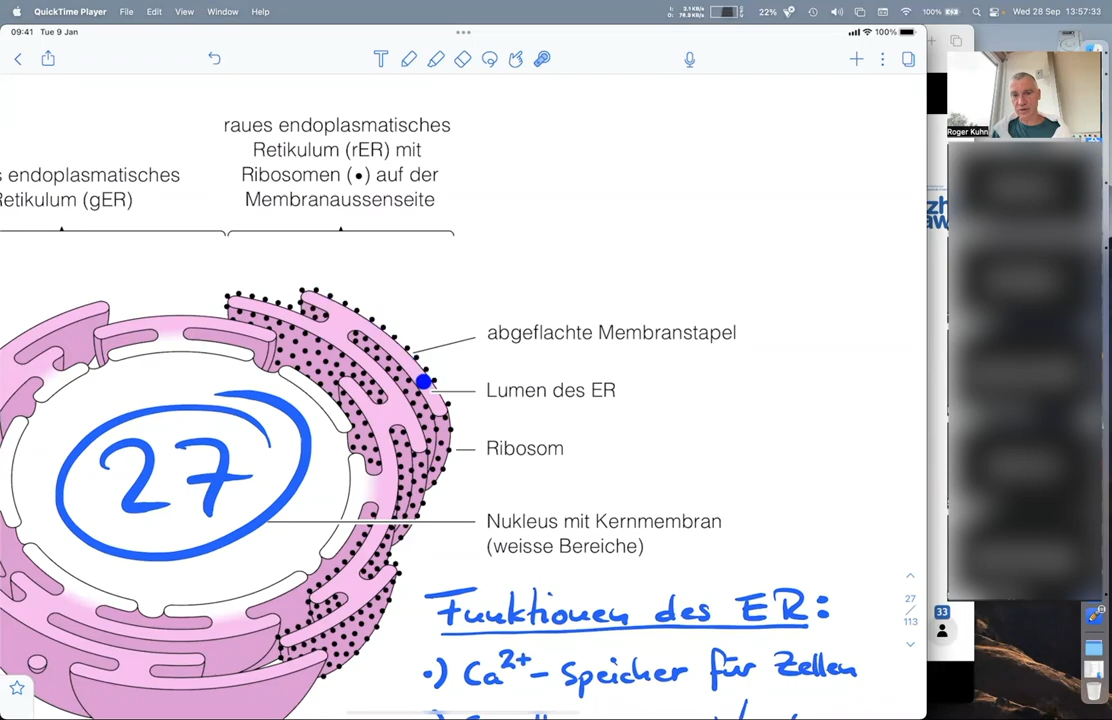 QuickTime Player File Edit View Window Help
22% 100% Wed 28 Sep 13:57:33
09:41 Tue 9 Jan
100%
raues endoplasmatisches
Retikulum (rER) mit
Ribosomen (•) auf der
Membranaussenseite
s endoplasmatisches
Retikulum (gER)
Roger Kuhn
zh
aw
abgeflachte Membranstapel
Lumen des ER
Ribosom
27
Nukleus mit Kernmembran
(weisse Bereiche)
Funktionen des ER:
•) Ca2+ - Speicher für Zellen
27
/
113
33